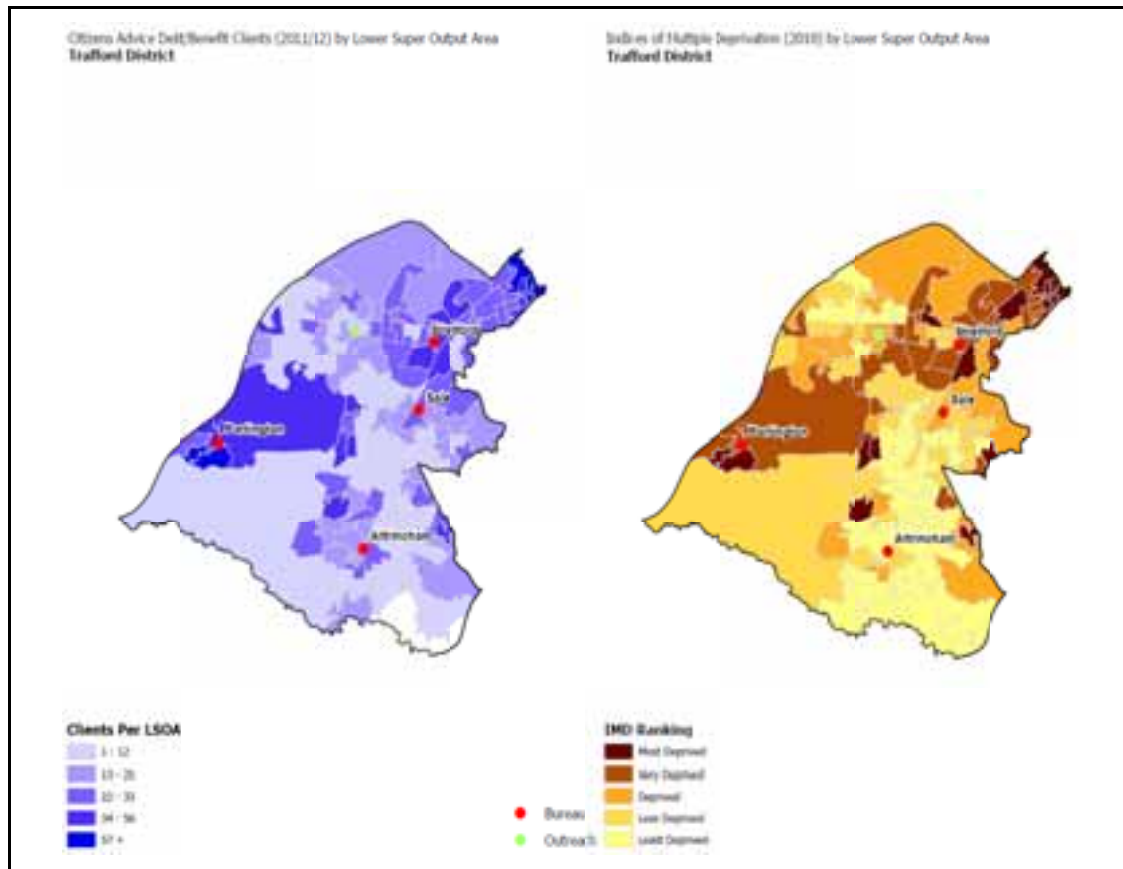 Citizens Advice Debt/Benefit Clients (2011/12) by Lower Super Output Area
Trafford District
Indices of Multiple Deprivation (2010) by Lower Super Output Area
Trafford District
Stretford
Sale
Partington
Altrincham
Stretford
Sale
Partington
Altrincham
Clients Per LSOA
1 - 12
13 - 21
22 - 33
34 - 56
57 +
Bureau
Outreach
IMD Ranking
Most Deprived
Very Deprived
Deprived
Less Deprived
Least Deprived